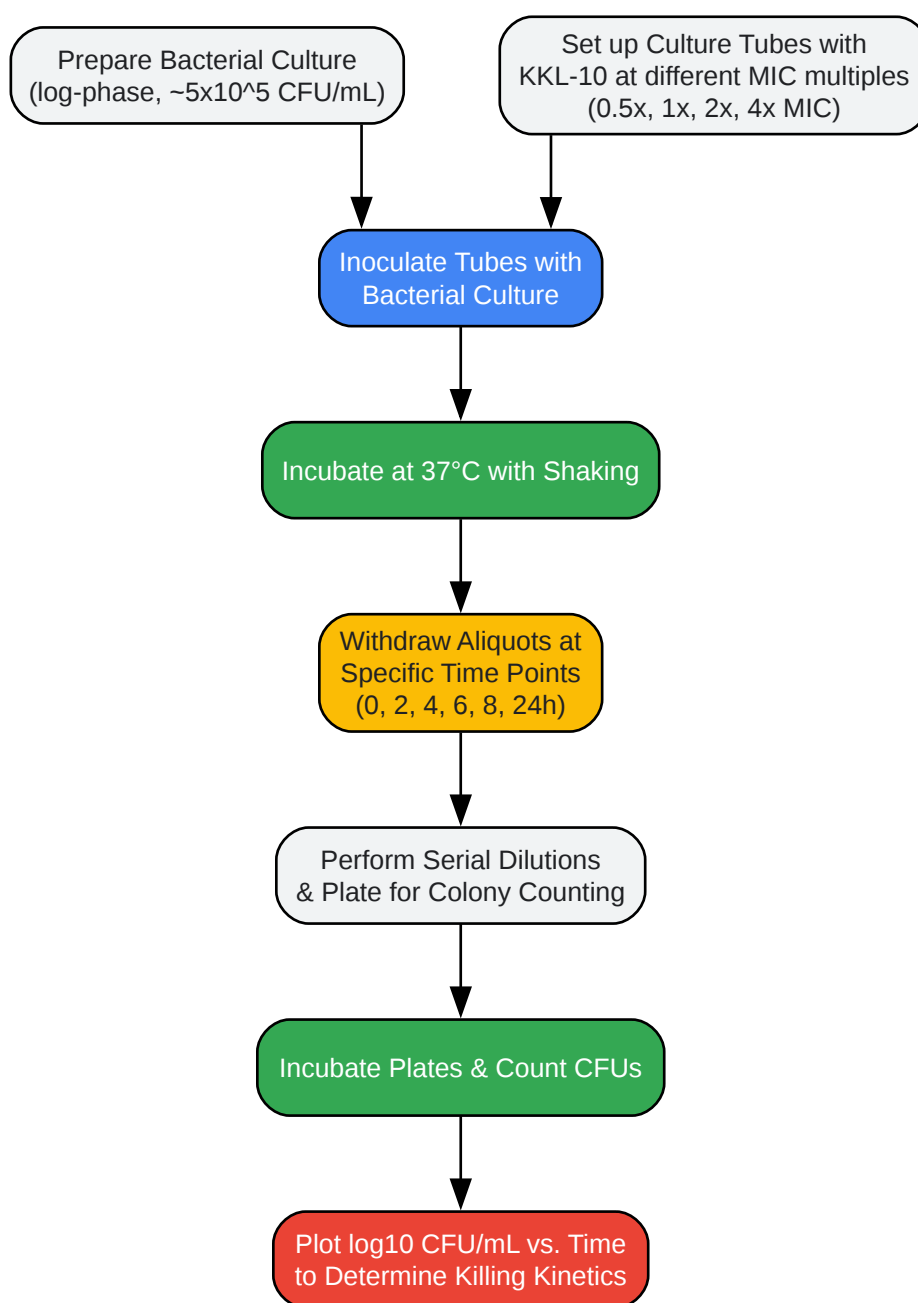 Prepare Bacterial Culture
(log-phase, ~5x10^5 CFU/mL)
Set up Culture Tubes with
KKL-10 at different MIC multiples
(0.5x, 1x, 2x, 4x MIC)
Inoculate Tubes with
Bacterial Culture
Incubate at 37°C with Shaking
Withdraw Aliquots at
Specific Time Points
(0, 2, 4, 6, 8, 24h)
Perform Serial Dilutions
& Plate for Colony Counting
Incubate Plates & Count CFUs
Plot log10 CFU/mL vs. Time
to Determine Killing Kinetics